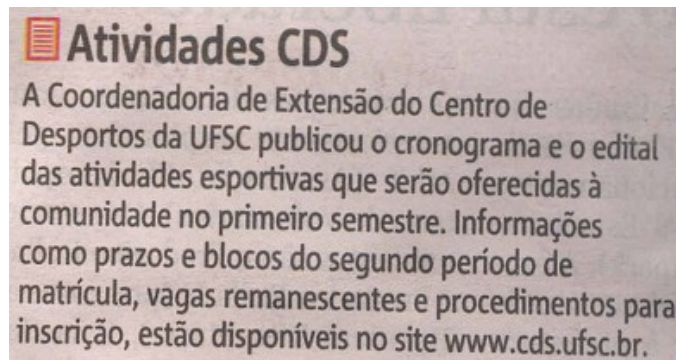 Atividades CDS
A Coordenadoria de Extensão do Centro de
Desportos da UFSC publicou o cronograma e o edital
das atividades esportivas que serão oferecidas à
comunidade no primeiro semestre. Informações
como prazos e blocos do segundo período de
matrícula, vagas remanescentes e procedimentos para
inscrição, estão disponíveis no site www.cds.ufsc.br.